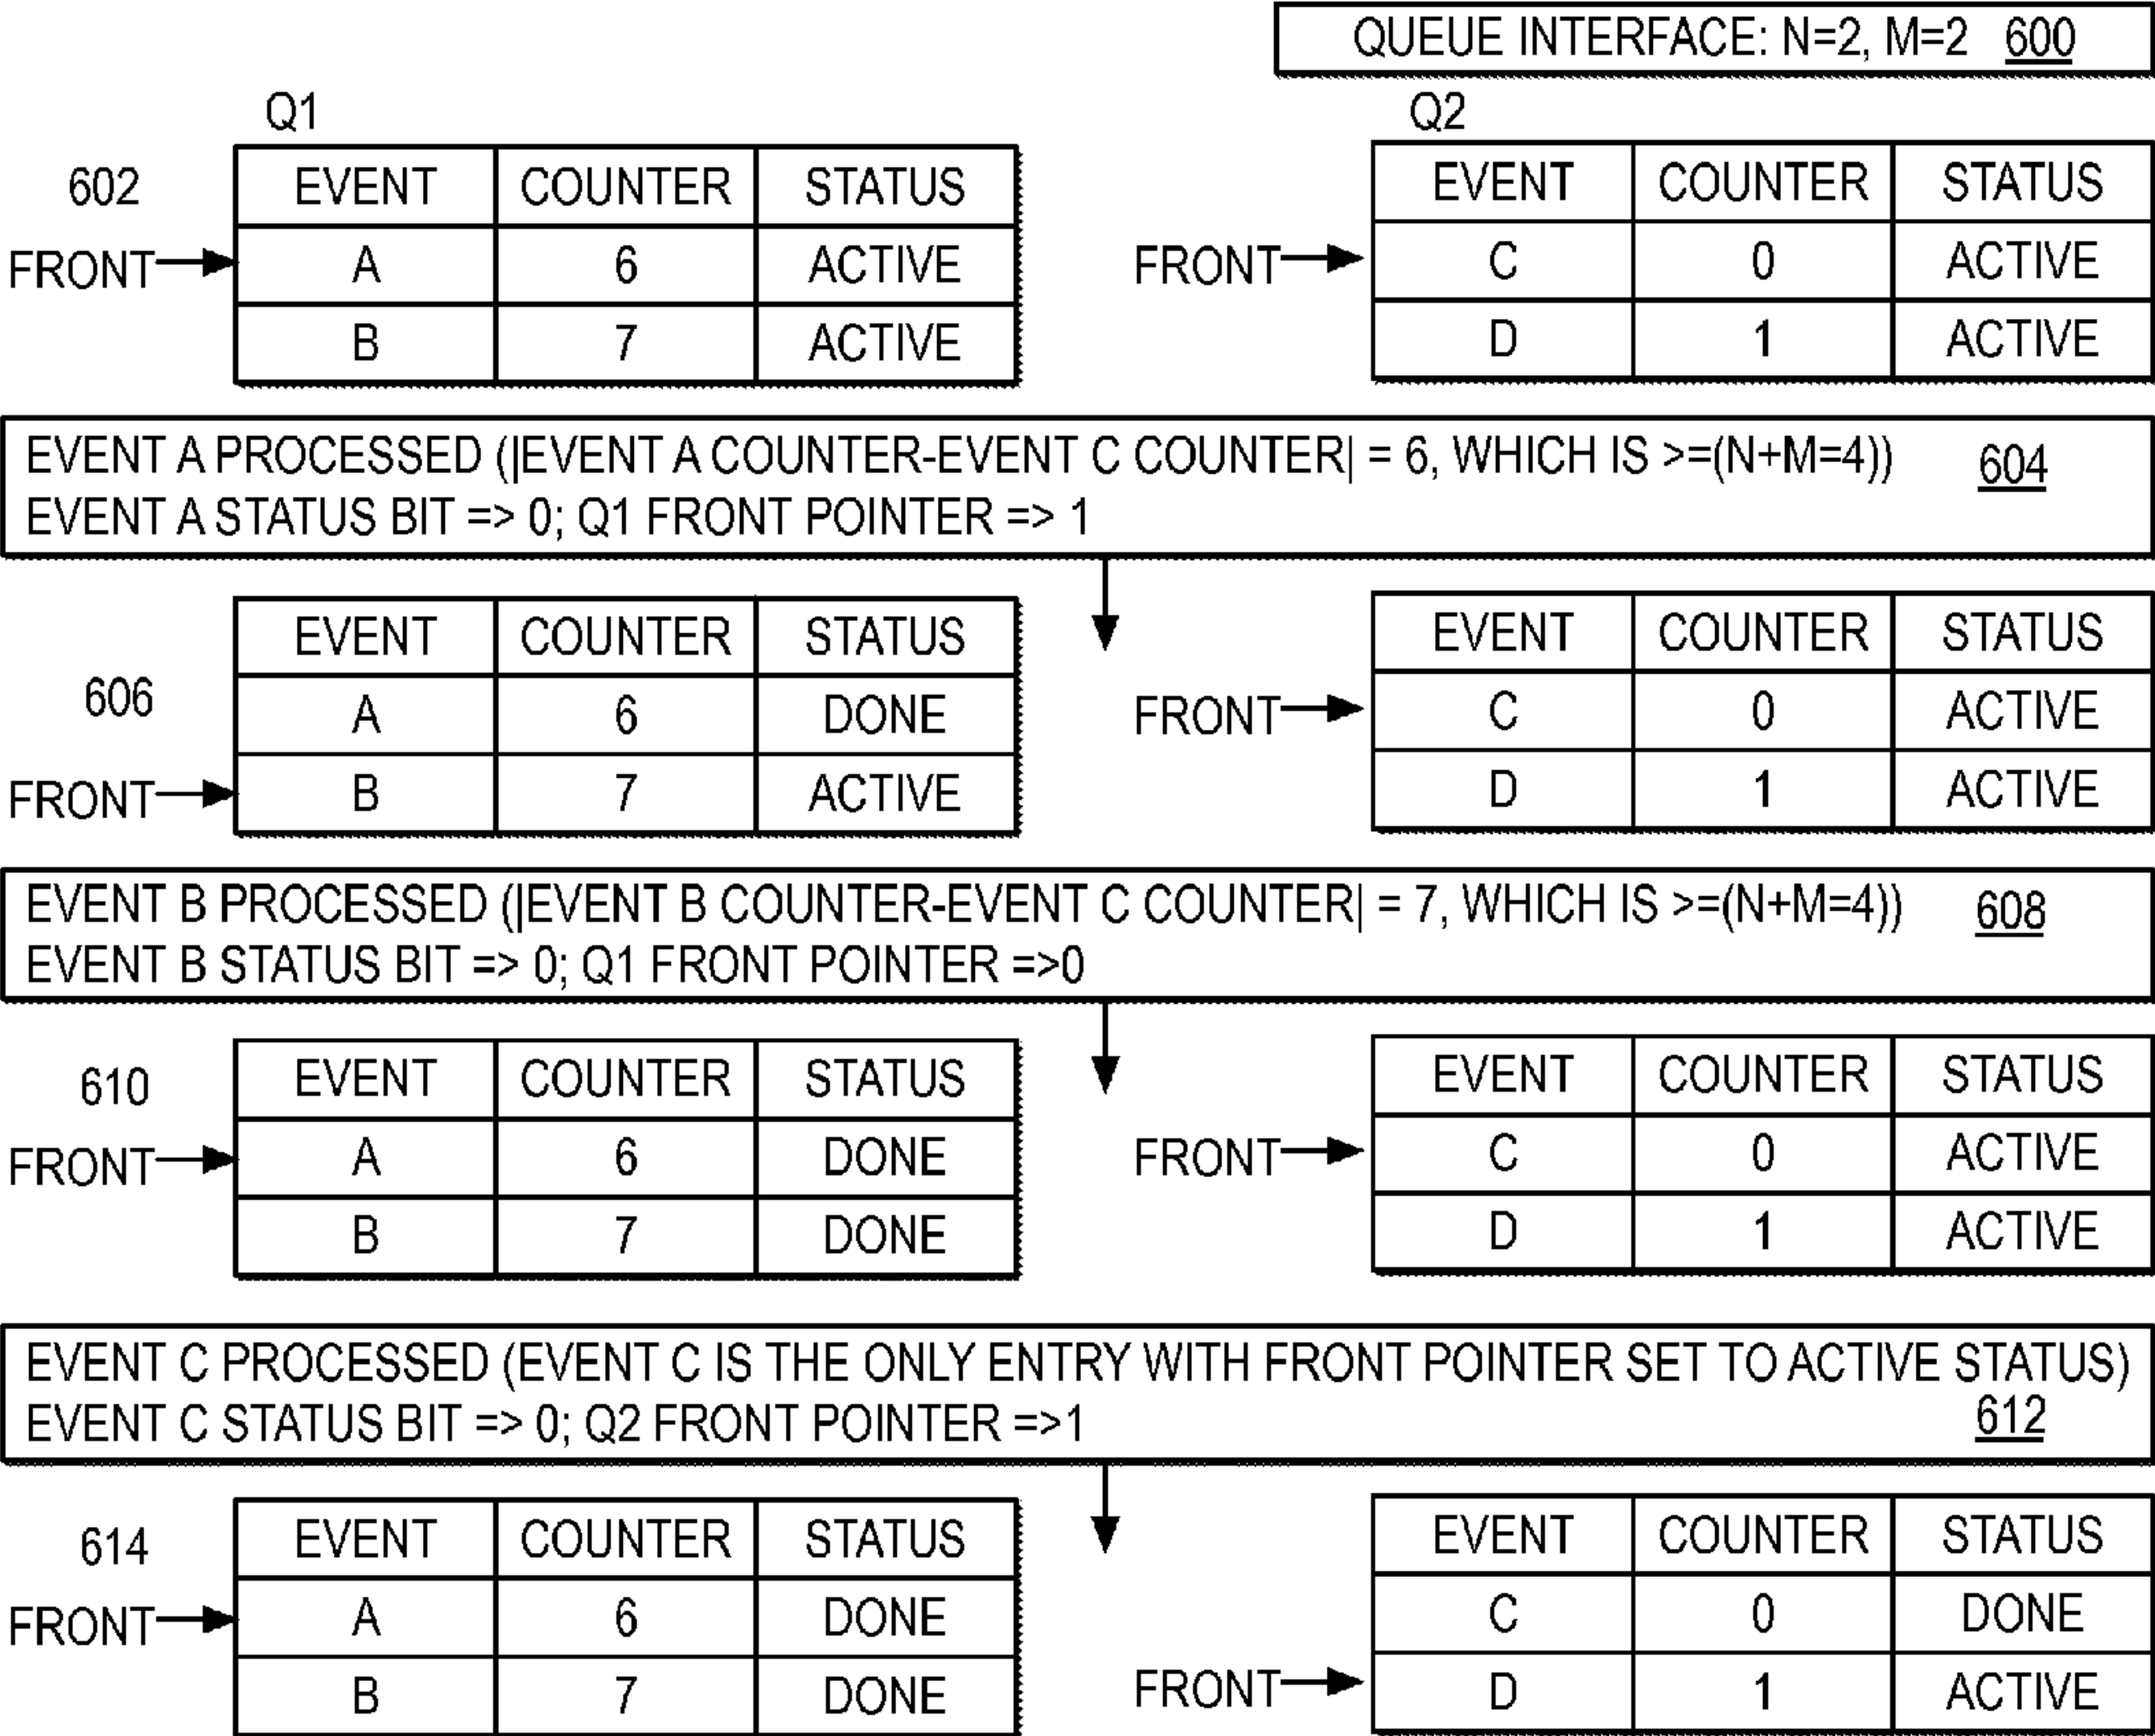 QUEUE INTERFACE: N=2, M=2 600
Q1 Q2
602 EVENT COUNTER STATUS EVENT COUNTER STATUS
FRONT A 6 ACTIVE FRONT C 0 ACTIVE
B 7 ACTIVE D 1 ACTIVE
EVENT A PROCESSED (|EVENT A COUNTER-EVENT C COUNTER| = 6, WHICH IS >=(N+M=4)) 604
EVENT A STATUS BIT => 0; Q1 FRONT POINTER => 1
EVENT COUNTER STATUS EVENT COUNTER STATUS
606 A 6 DONE FRONT C 0 ACTIVE
FRONT B 7 ACTIVE D 1 ACTIVE
EVENT B PROCESSED (|EVENT B COUNTER-EVENT C COUNTER| = 7, WHICH IS >=(N+M=4)) 608
EVENT B STATUS BIT => 0; Q1 FRONT POINTER =>0
610 EVENT COUNTER STATUS EVENT COUNTER STATUS
FRONT A 6 DONE FRONT C 0 ACTIVE
B 7 DONE D 1 ACTIVE
EVENT C PROCESSED (EVENT C IS THE ONLY ENTRY WITH FRONT POINTER SET TO ACTIVE STATUS)
EVENT C STATUS BIT => 0; Q2 FRONT POINTER =>1 612
614 EVENT COUNTER STATUS EVENT COUNTER STATUS
FRONT A 6 DONE C 0 DONE
B 7 DONE FRONT D 1 ACTIVE